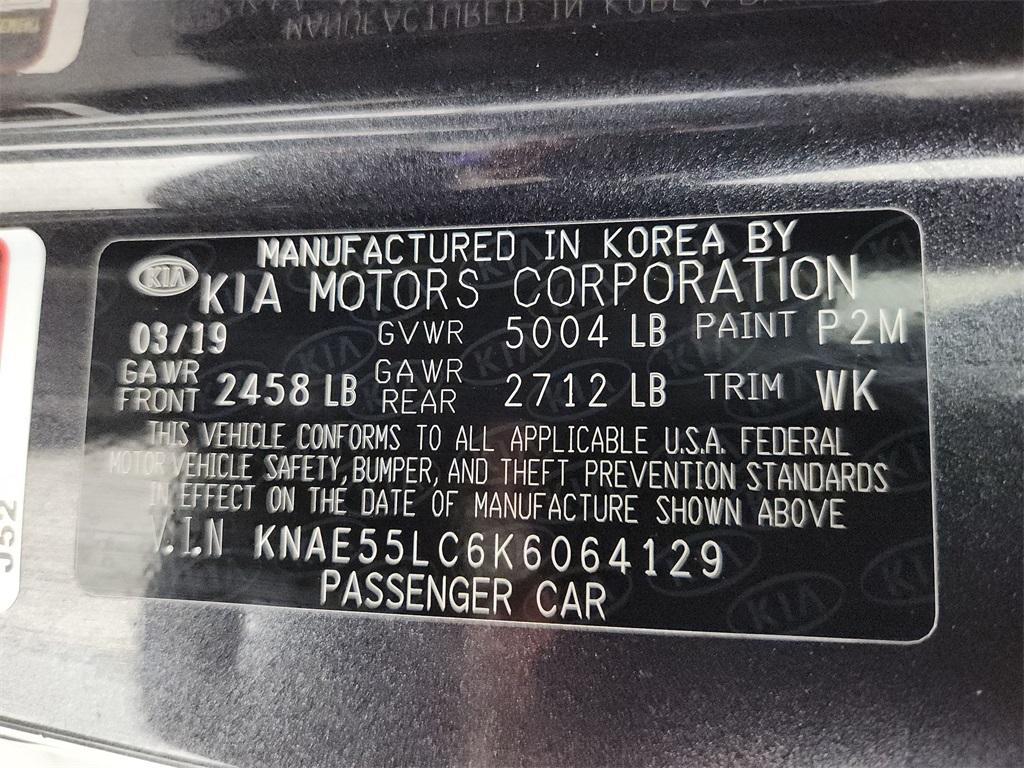 MANUFACTURED IN KOREA BY
KIA KIA MOTORS CORPORATION
03/19 GVWR 5004 LB PAINT P2M
GAWR FRONT 2458 LB GAWR REAR 2712 LB TRIM WK
THIS VEHICLE CONFORMS TO ALL APPLICABLE U.S.A. FEDERAL
MOTOR VEHICLE SAFETY, BUMPER, AND THEFT PREVENTION STANDARDS
IN EFFECT ON THE DATE OF MANUFACTURE SHOWN ABOVE
V.I.N KNAE55LC6K6064129
PASSENGER CAR